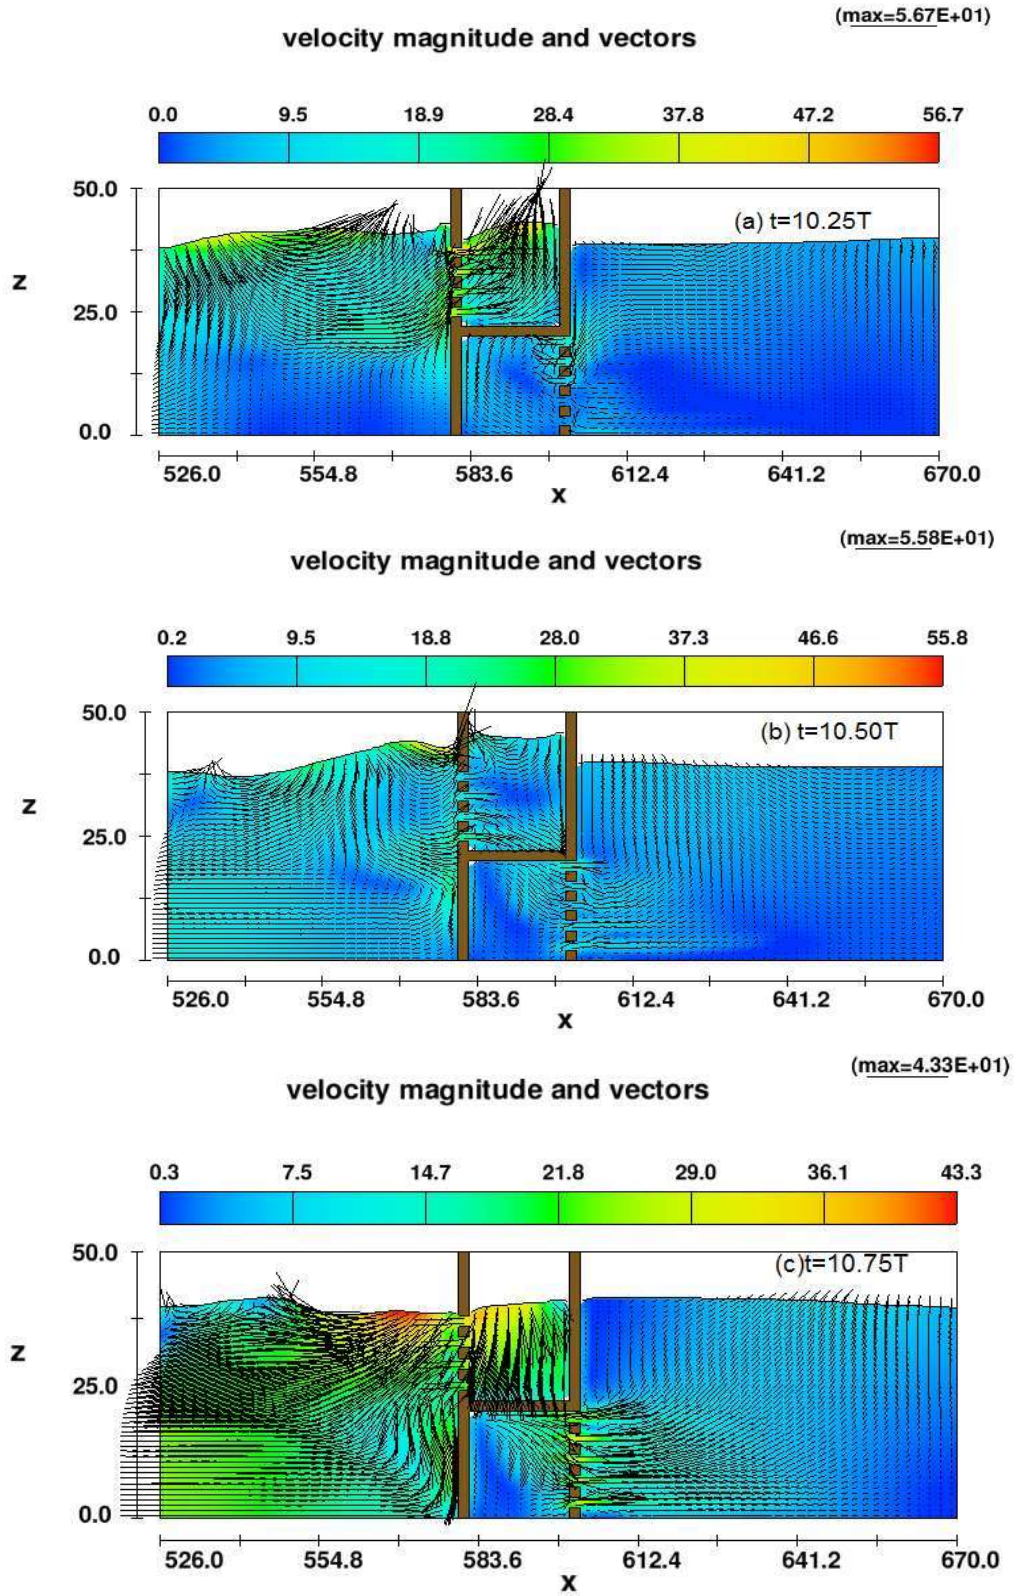 (max=5.67E+01)
velocity magnitude and vectors
0.0 9.5 18.9 28.4 37.8 47.2 56.7
50.0
(a) t=10.25T
z
25.0
0.0
526.0 554.8 583.6 612.4 641.2 670.0
x
(max=5.58E+01)
velocity magnitude and vectors
0.2 9.5 18.8 28.0 37.3 46.6 55.8
50.0
(b) t=10.50T
z
25.0
0.0
526.0 554.8 583.6 612.4 641.2 670.0
x
(max=4.33E+01)
velocity magnitude and vectors
0.3 7.5 14.7 21.8 29.0 36.1 43.3
50.0
(c)t=10.75T
z
25.0
0.0
526.0 554.8 583.6 612.4 641.2 670.0
x